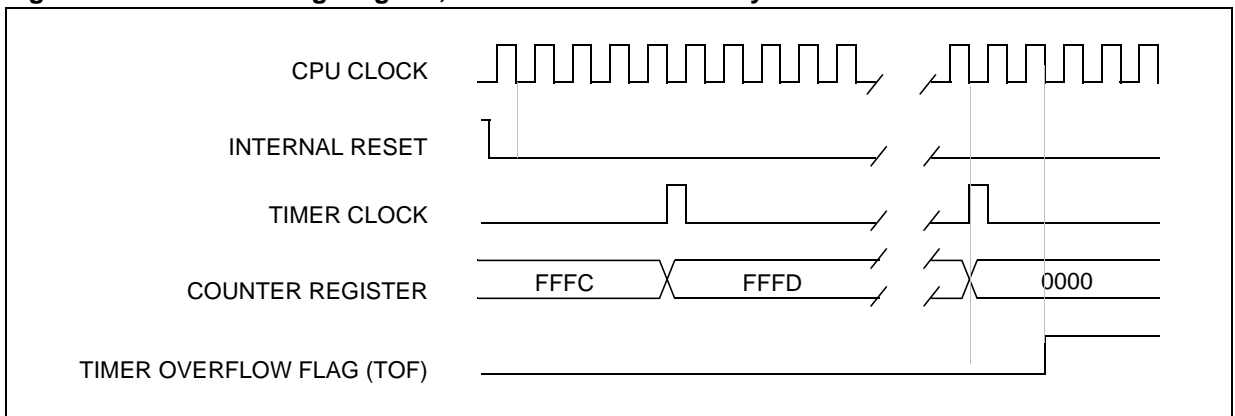 CPU CLOCK
INTERNAL RESET
TIMER CLOCK
COUNTER REGISTER FFFC FFFD 0000
TIMER OVERFLOW FLAG (TOF)